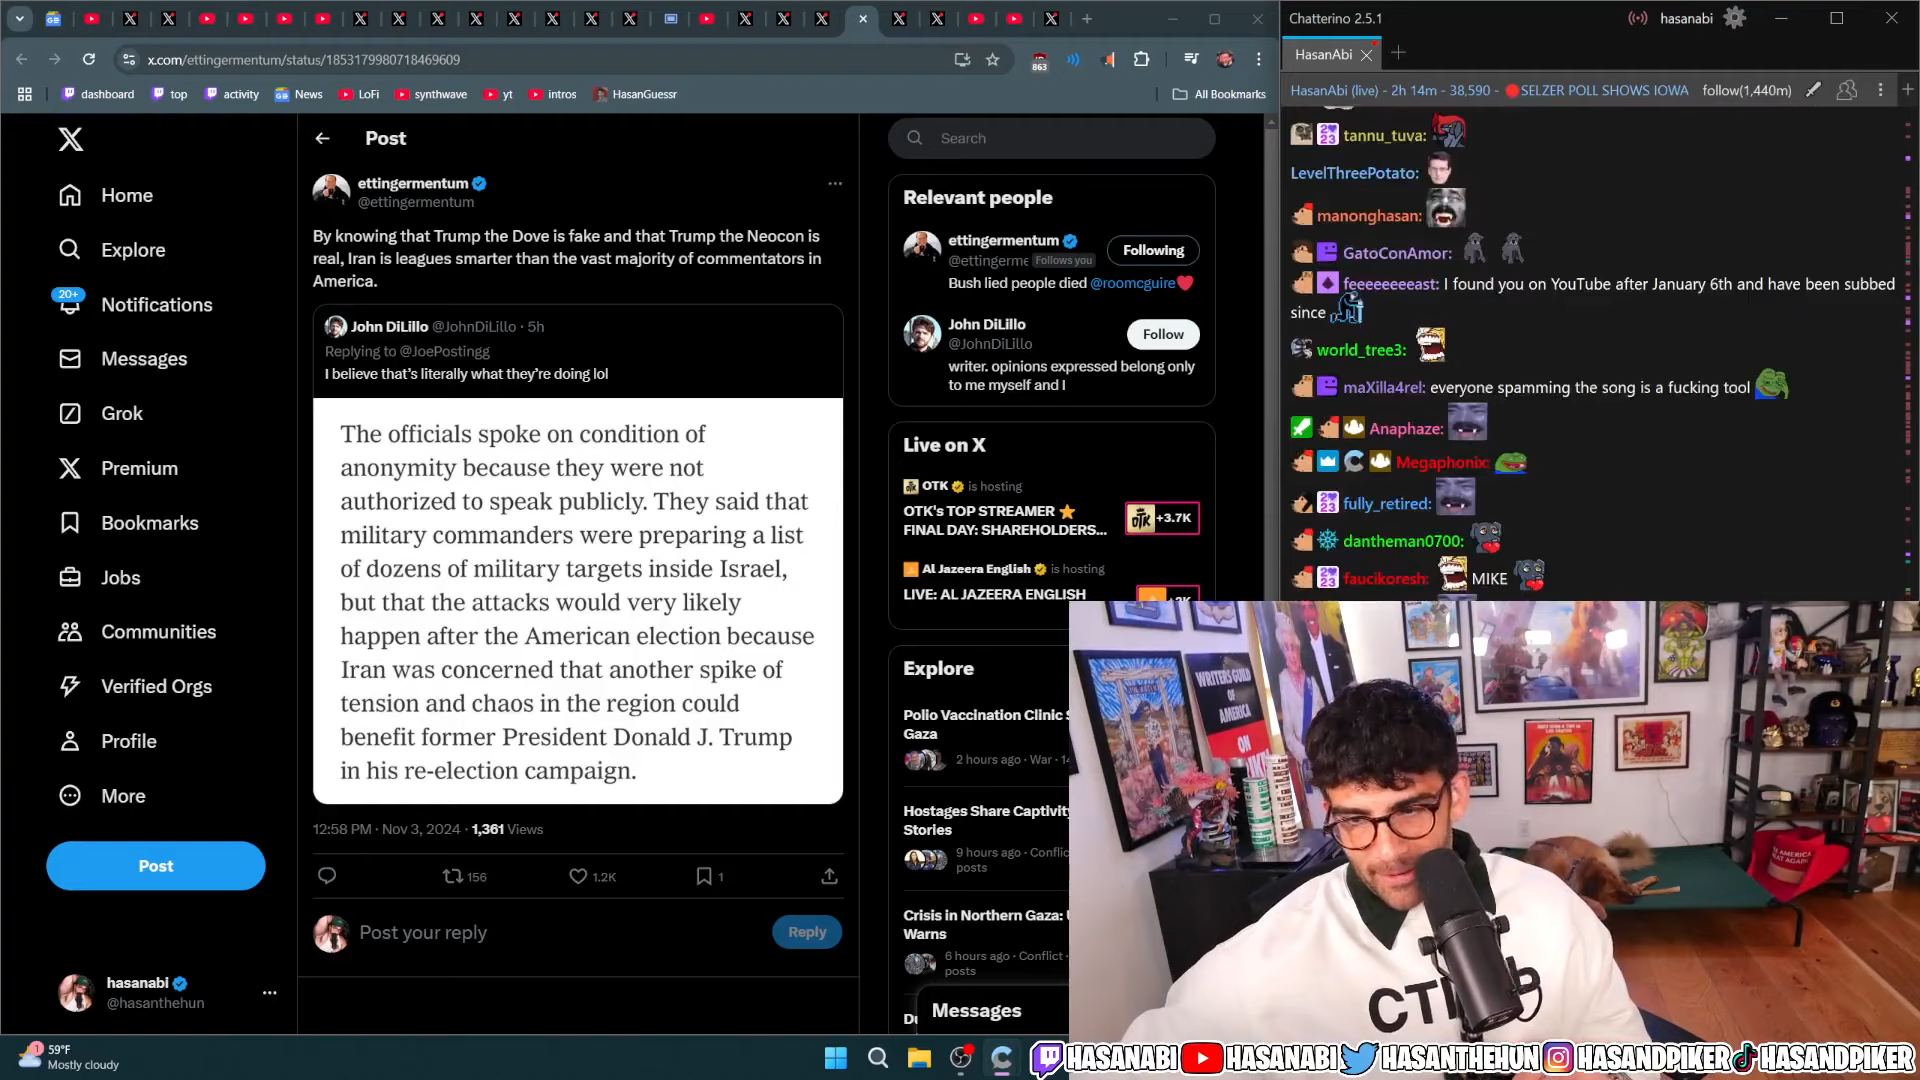 x.com/ettingermentum/status/1853179980718469609
863
dashboard
top
activity
News
LoFi
synthwave
yt
intros
HasanGuessr
All Bookmarks
Home
Explore
20+
Notifications
Messages
Grok
Premium
Bookmarks
Jobs
Communities
Verified Orgs
Profile
More
Post
hasanabi
@hasanthehun
Post
ettingermentum
@ettingermentum
By knowing that Trump the Dove is fake and that Trump the Neocon is
real, Iran is leagues smarter than the vast majority of commentators in
America.
John DiLillo @JohnDiLillo · 5h
Replying to @JoePostingg
I believe that's literally what they're doing lol
The officials spoke on condition of
anonymity because they were not
authorized to speak publicly. They said that
military commanders were preparing a list
of dozens of military targets inside Israel,
but that the attacks would very likely
happen after the American election because
Iran was concerned that another spike of
tension and chaos in the region could
benefit former President Donald J. Trump
in his re-election campaign.
12:58 PM · Nov 3, 2024 · 1,361 Views
156
1.2K
1
Post your reply
Reply
Search
Relevant people
ettingermentum
Following
@ettingerme
Follows you
Bush lied people died @roomcguire
John DiLillo
@JohnDiLillo
Follow
writer. opinions expressed belong only
to me myself and I
Live on X
OTK is hosting
OTK's TOP STREAMER
FINAL DAY: SHAREHOLDERS...
OTK
+3.7K
Al Jazeera English is hosting
LIVE: AL JAZEERA ENGLISH
Explore
Polio Vaccination Clinic
Gaza
2 hours ago · War
Hostages Share Captivity
Stories
9 hours ago · Conflic
posts
Crisis in Northern Gaza:
Warns
6 hours ago · Conflict
posts
Messages
Chatterino 2.5.1
hasanabi
HasanAbi
HasanAbi (live) - 2h 14m - 38,590 - SELZER POLL SHOWS IOWA
follow(1,440m)
tannu_tuva:
LevelThreePotato:
manonghasan:
GatoConAmor:
feeeeeeeast: I found you on YouTube after January 6th and have been subbed
since
world_tree3:
maXilla4rel: everyone spamming the song is a fucking tool
Anaphaze:
Megaphonix:
fully_retired:
dantheman0700:
faucikoresh: MIKE
WRITERS GUILD
OF
AMERICA
ON
59°F
Mostly cloudy
1
HASANABI
HASANABI
HASANTHEHUN
HASANDPIKER
HASANDPIKER